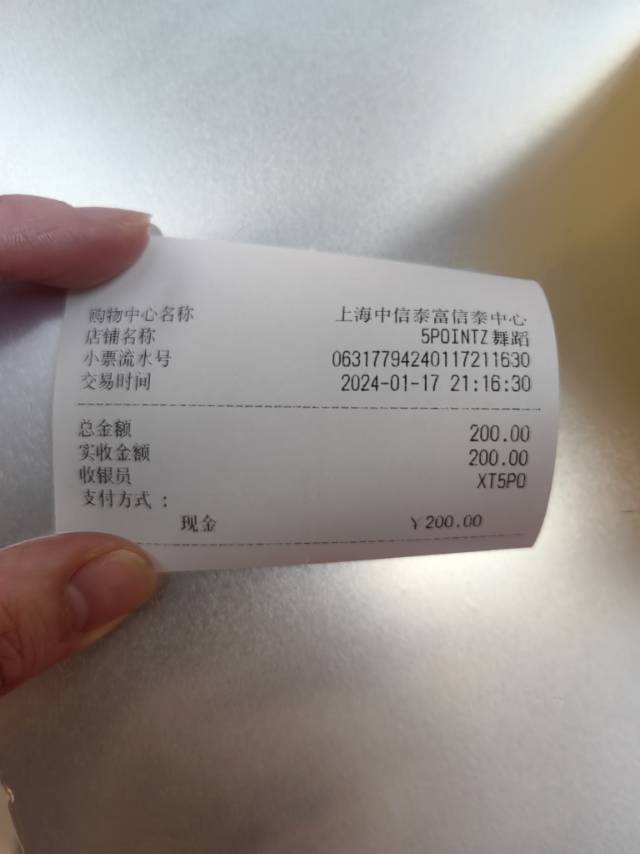 购物中心名称 上海中信泰富信泰中心
店铺名称 5POINTZ舞蹈
小票流水号 06317794240117211630
交易时间 2024-01-17 21:16:30
总金额 200.00
实收金额 200.00
收银员 XT5P0
支付方式：
现金 ￥200.00